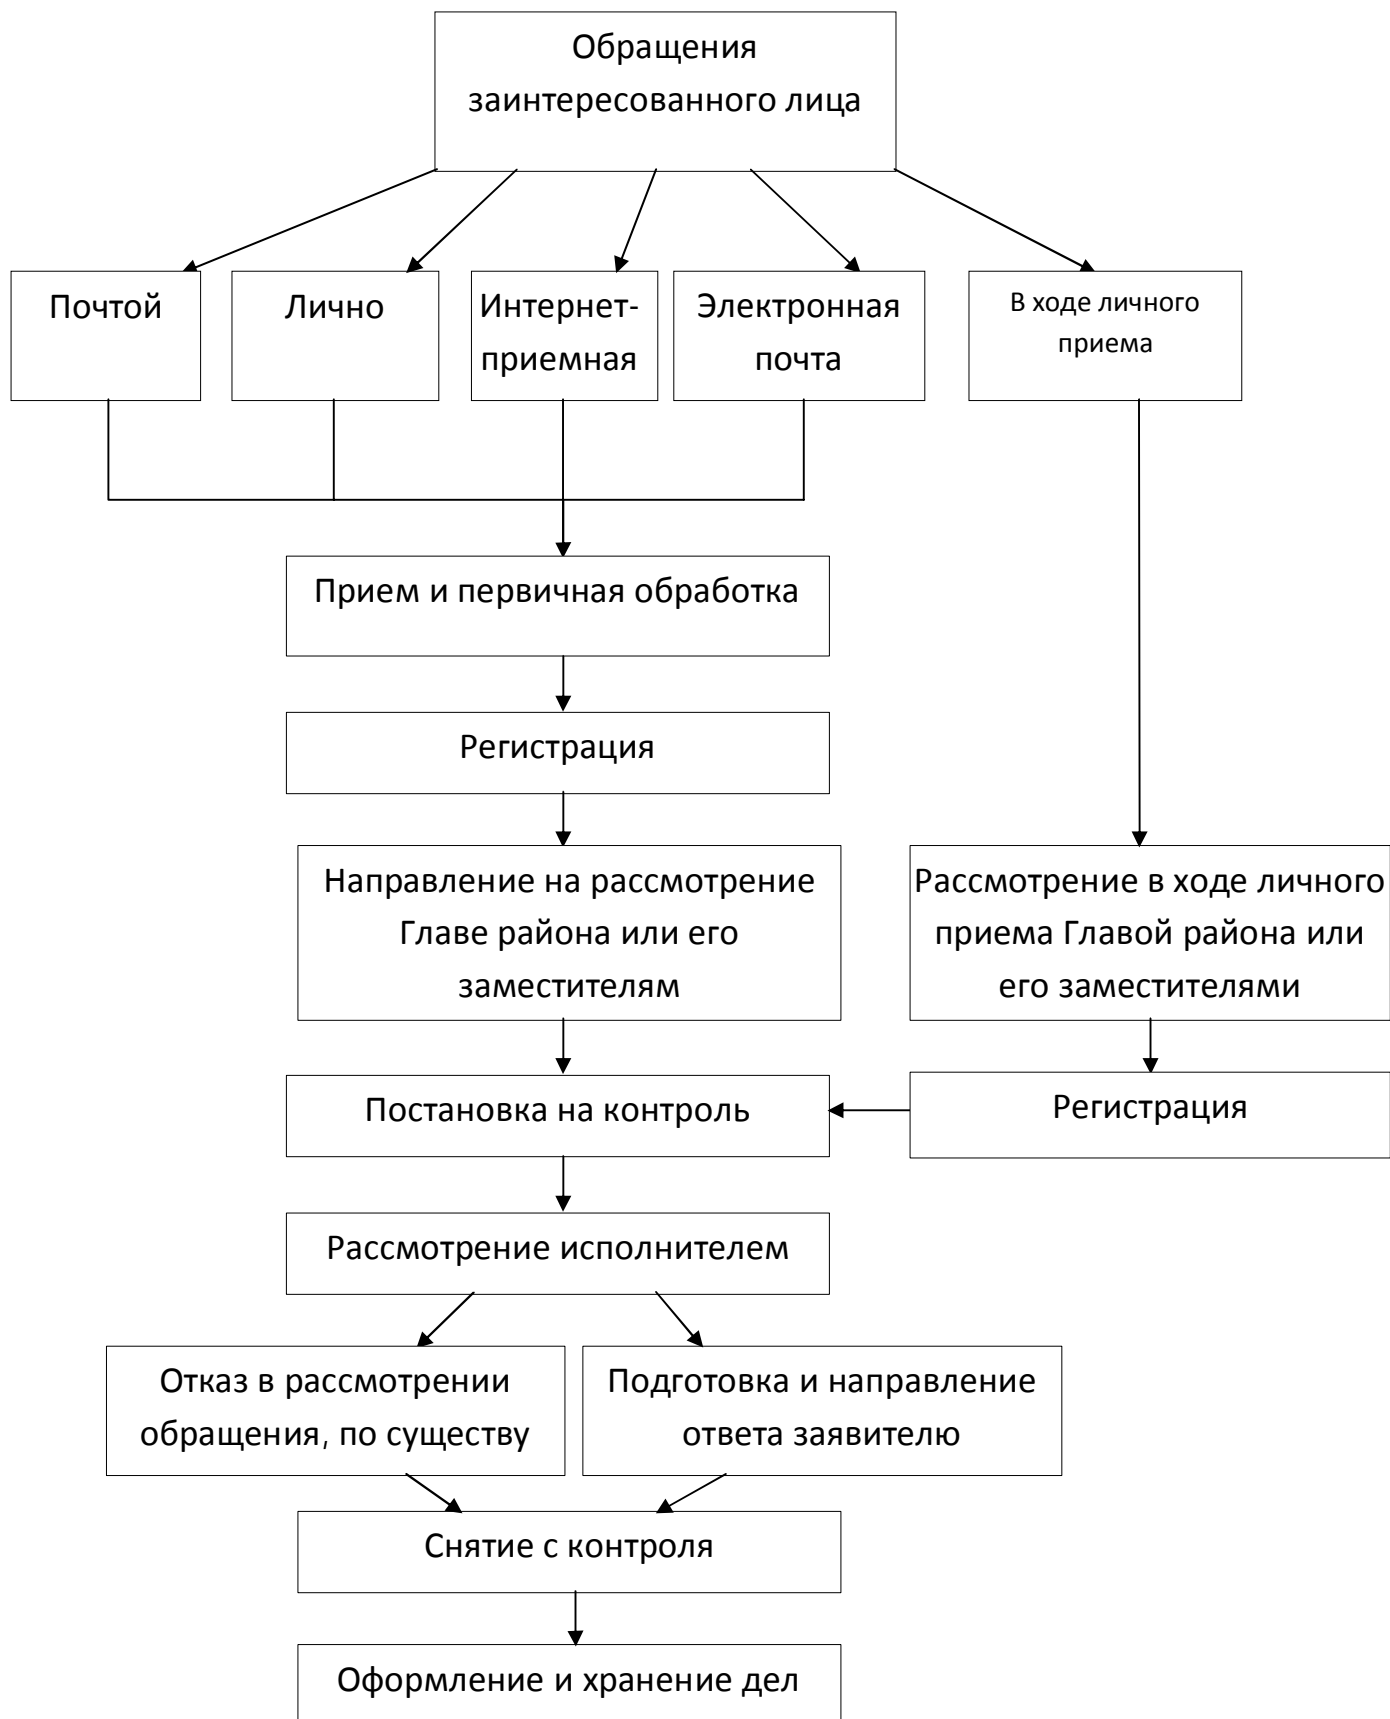 Обращения
заинтересованного лица
Почтой
Лично
Интернет-
приемная
Электронная
почта
В ходе личного
приема
Прием и первичная обработка
Регистрация
Направление на рассмотрение
Главе района или его
заместителям
Рассмотрение в ходе личного
приема Главой района или
его заместителями
Постановка на контроль
Регистрация
Рассмотрение исполнителем
Отказ в рассмотрении
обращения, по существу
Подготовка и направление
ответа заявителю
Снятие с контроля
Оформление и хранение дел